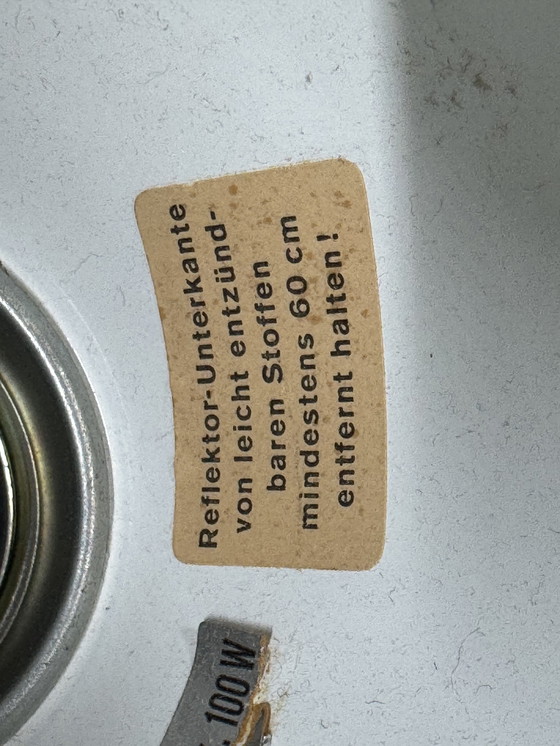 Reflektor-Unterkante
von leicht entzünd-
baren Stoffen
mindestens 60 cm
entfernt halten!
100 W